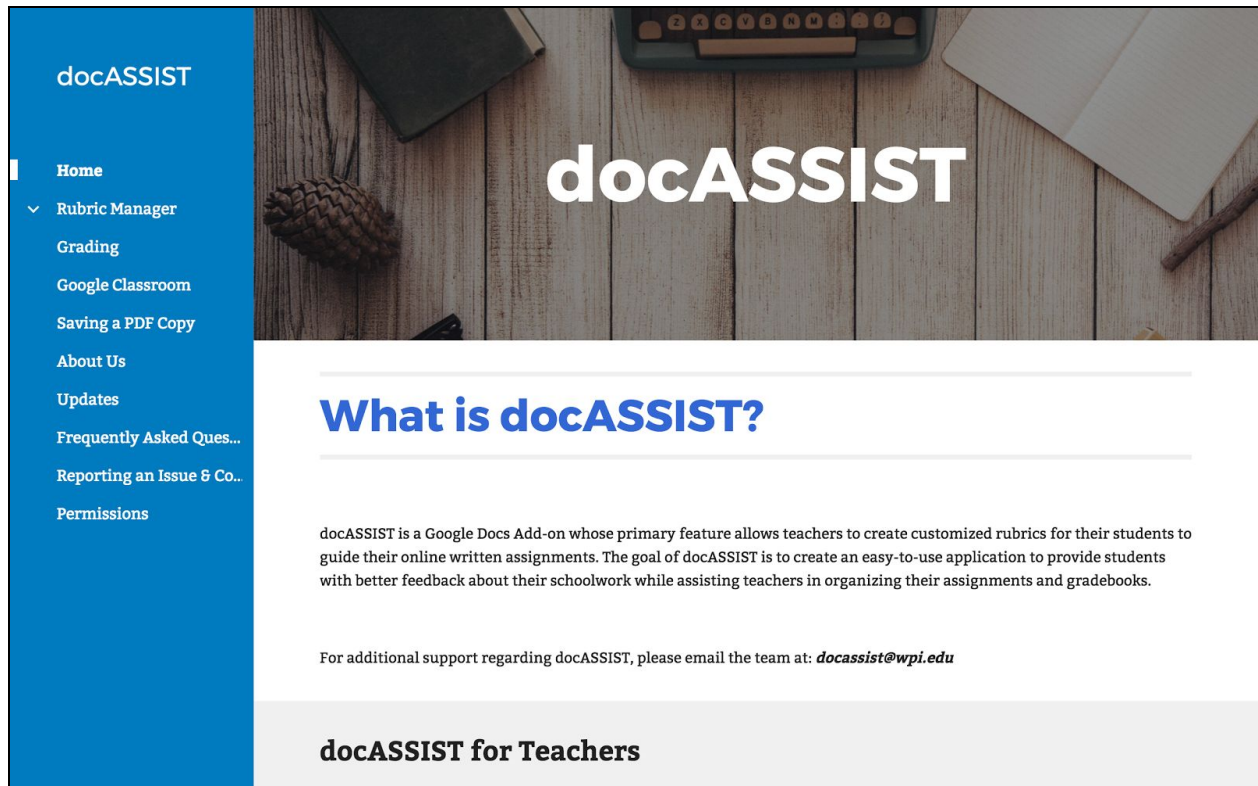 docASSIST
Home
Rubric Manager
Grading
Google Classroom
Saving a PDF Copy
About Us
Updates
Frequently Asked Ques...
Reporting an Issue & Co...
Permissions
Z X C V B N M
docASSIST
What is docASSIST?
docASSIST is a Google Docs Add-on whose primary feature allows teachers to create customized rubrics for their students to
guide their online written assignments. The goal of docASSIST is to create an easy-to-use application to provide students
with better feedback about their schoolwork while assisting teachers in organizing their assignments and gradebooks.
For additional support regarding docASSIST, please email the team at: docassist@wpi.edu
docASSIST for Teachers